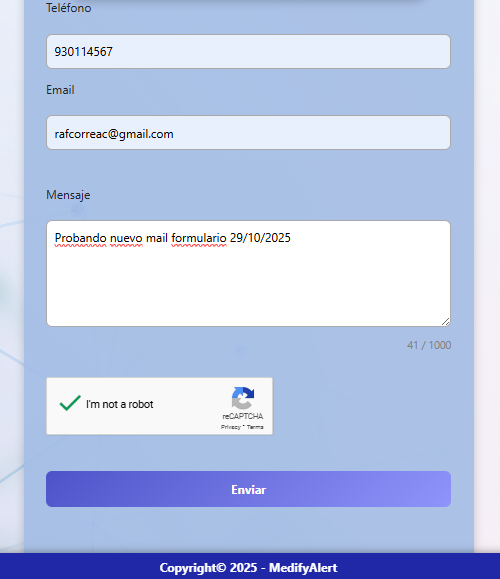 Teléfono
930114567
Email
rafcorreac@gmail.com
Mensaje
Probando nuevo mail formulario 29/10/2025
41 / 1000
I'm not a robot
reCAPTCHA
Privacy - Terms
Enviar
Copyright© 2025 - MedifyAlert